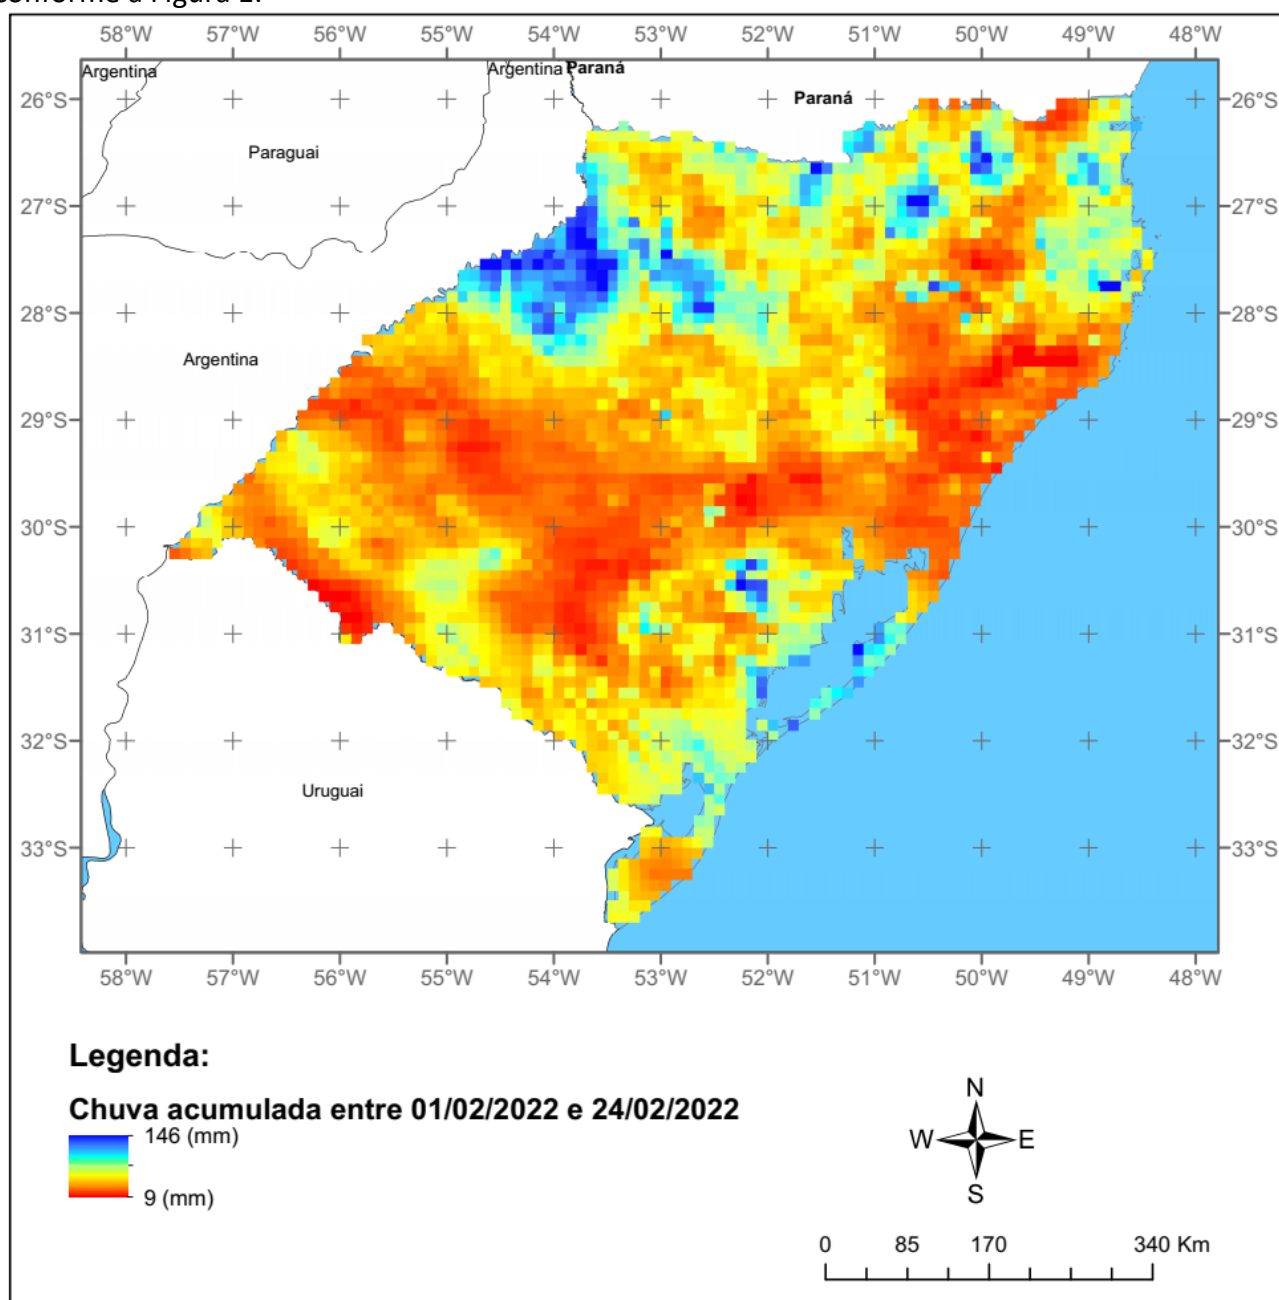 conforme a Figura 2.
58°W 57°W 56°W 55°W 54°W 53°W 52°W 51°W 50°W 49°W 48°W
Argentina Argentina Paraná
26°S Paraná 26°S
Paraguai
27°S 27°S
28°S 28°S
Argentina
29°S 29°S
30°S 30°S
31°S 31°S
32°S 32°S
Uruguai
33°S 33°S
58°W 57°W 56°W 55°W 54°W 53°W 52°W 51°W 50°W 49°W 48°W
Legenda:
Chuva acumulada entre 01/02/2022 e 24/02/2022
146 (mm)
9 (mm)
N
W E
S
0 85 170 340 Km